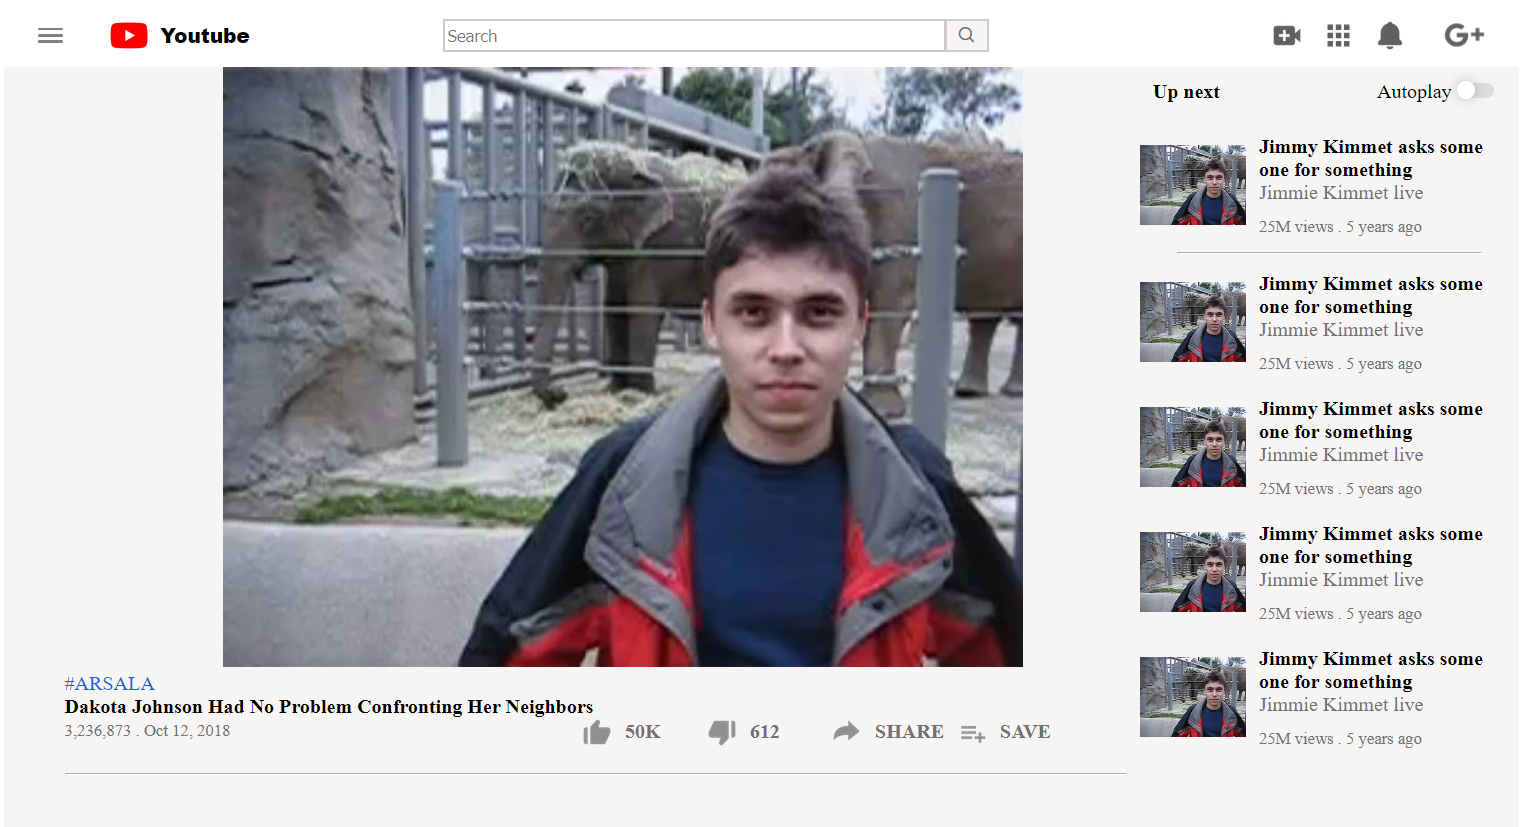 Youtube
Search
G+
Up next
Autoplay
Jimmy Kimmet asks some
one for something
Jimmie Kimmet live
25M views . 5 years ago
Jimmy Kimmet asks some
one for something
Jimmie Kimmet live
25M views . 5 years ago
Jimmy Kimmet asks some
one for something
Jimmie Kimmet live
25M views . 5 years ago
Jimmy Kimmet asks some
one for something
Jimmie Kimmet live
25M views . 5 years ago
Jimmy Kimmet asks some
one for something
Jimmie Kimmet live
25M views . 5 years ago
#ARSALA
Dakota Johnson Had No Problem Confronting Her Neighbors
3,236,873 . Oct 12, 2018
50K
612
SHARE
SAVE